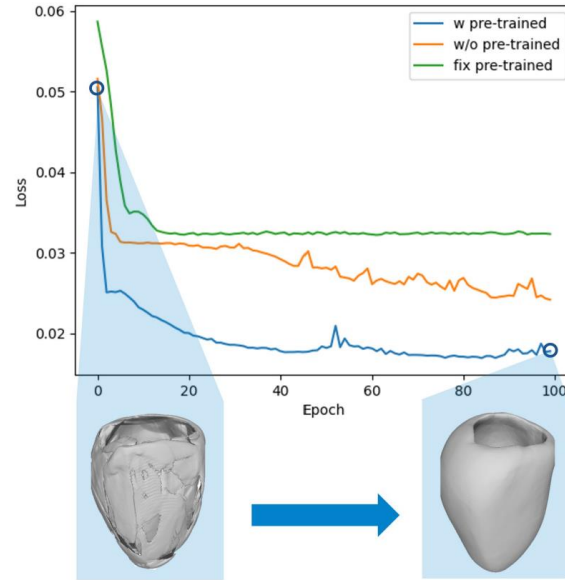 0.06
0.05
0.04
0.03
0.02
Loss
w pre-trained
w/o pre-trained
fix pre-trained
0 20 40 60 80 100
Epoch